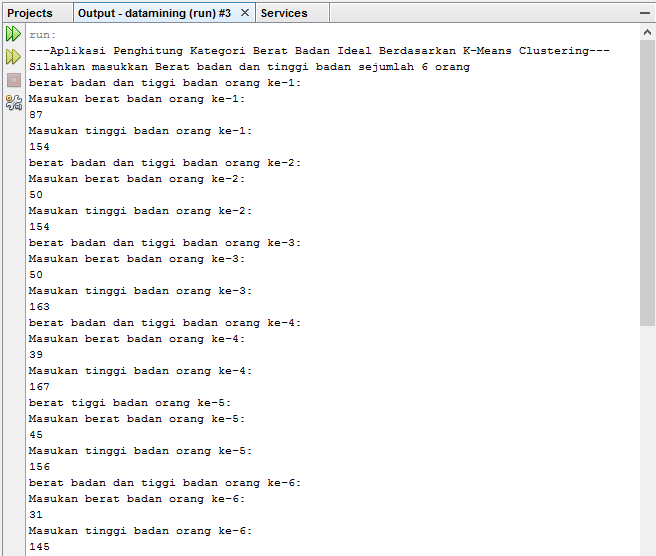 Projects Output - datamining (run) #3 Services
run:
---Aplikasi Penghitung Kategori Berat Badan Ideal Berdasarkan K-Means Clustering---
Silahkan masukkan Berat badan dan tinggi badan sejumlah 6 orang
berat badan dan tiggi badan orang ke-1:
Masukan berat badan orang ke-1:
87
Masukan tinggi badan orang ke-1:
154
berat badan dan tiggi badan orang ke-2:
Masukan berat badan orang ke-2:
50
Masukan tinggi badan orang ke-2:
154
berat badan dan tiggi badan orang ke-3:
Masukan berat badan orang ke-3:
50
Masukan tinggi badan orang ke-3:
163
berat badan dan tiggi badan orang ke-4:
Masukan berat badan orang ke-4:
39
Masukan tinggi badan orang ke-4:
167
berat tiggi badan orang ke-5:
Masukan berat badan orang ke-5:
45
Masukan tinggi badan orang ke-5:
156
berat badan dan tiggi badan orang ke-6:
Masukan berat badan orang ke-6:
31
Masukan tinggi badan orang ke-6:
145